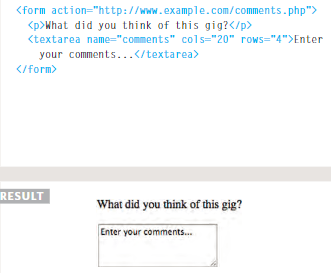 <form action="http://www.example.com/comments.php">
<p>What did you think of this gig?</p>
<textarea name="comments" cols="20" rows="4">Enter
your comments...</textarea>
</form>
RESULT
What did you think of this gig?
Enter your comments...